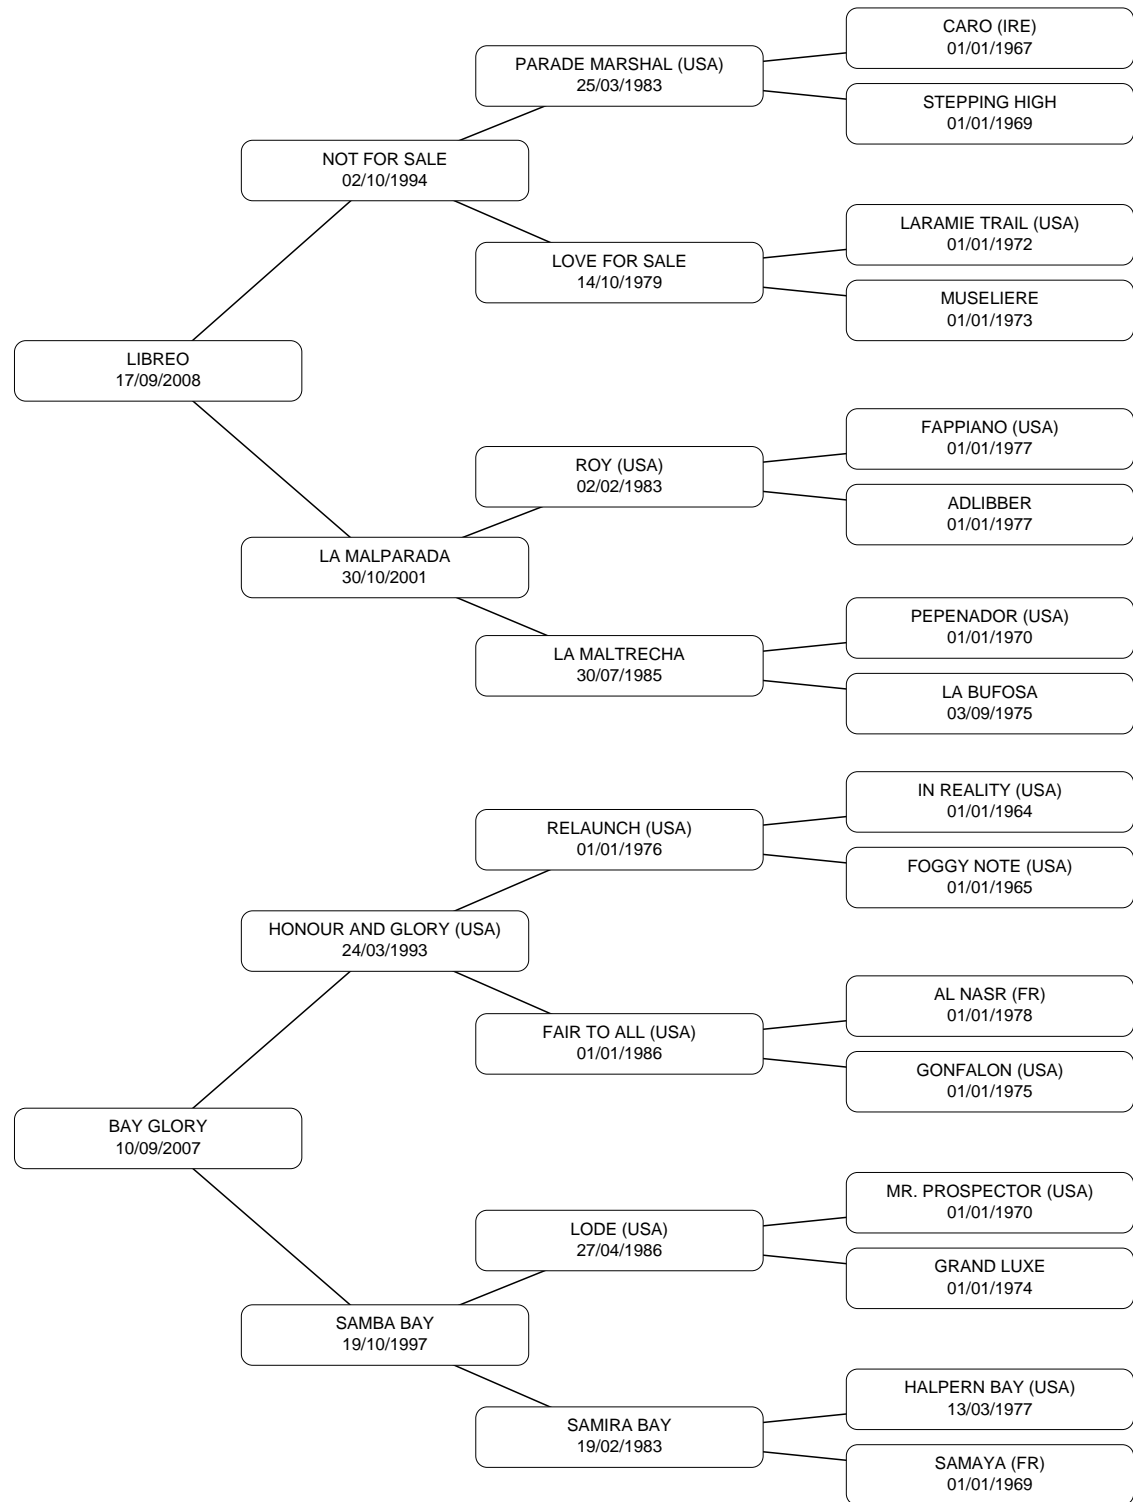 CARO (IRE)
01/01/1967
PARADE MARSHAL (USA)
25/03/1983
STEPPING HIGH
01/01/1969
NOT FOR SALE
02/10/1994
LARAMIE TRAIL (USA)
01/01/1972
LOVE FOR SALE
14/10/1979
MUSELIERE
01/01/1973
LIBREO
17/09/2008
FAPPIANO (USA)
01/01/1977
ROY (USA)
02/02/1983
ADLIBBER
01/01/1977
LA MALPARADA
30/10/2001
PEPENADOR (USA)
01/01/1970
LA MALTRECHA
30/07/1985
LA BUFOSA
03/09/1975
IN REALITY (USA)
01/01/1964
RELAUNCH (USA)
01/01/1976
FOGGY NOTE (USA)
01/01/1965
HONOUR AND GLORY (USA)
24/03/1993
AL NASR (FR)
01/01/1978
FAIR TO ALL (USA)
01/01/1986
GONFALON (USA)
01/01/1975
BAY GLORY
10/09/2007
MR. PROSPECTOR (USA)
01/01/1970
LODE (USA)
27/04/1986
GRAND LUXE
01/01/1974
SAMBA BAY
19/10/1997
HALPERN BAY (USA)
13/03/1977
SAMIRA BAY
19/02/1983
SAMAYA (FR)
01/01/1969